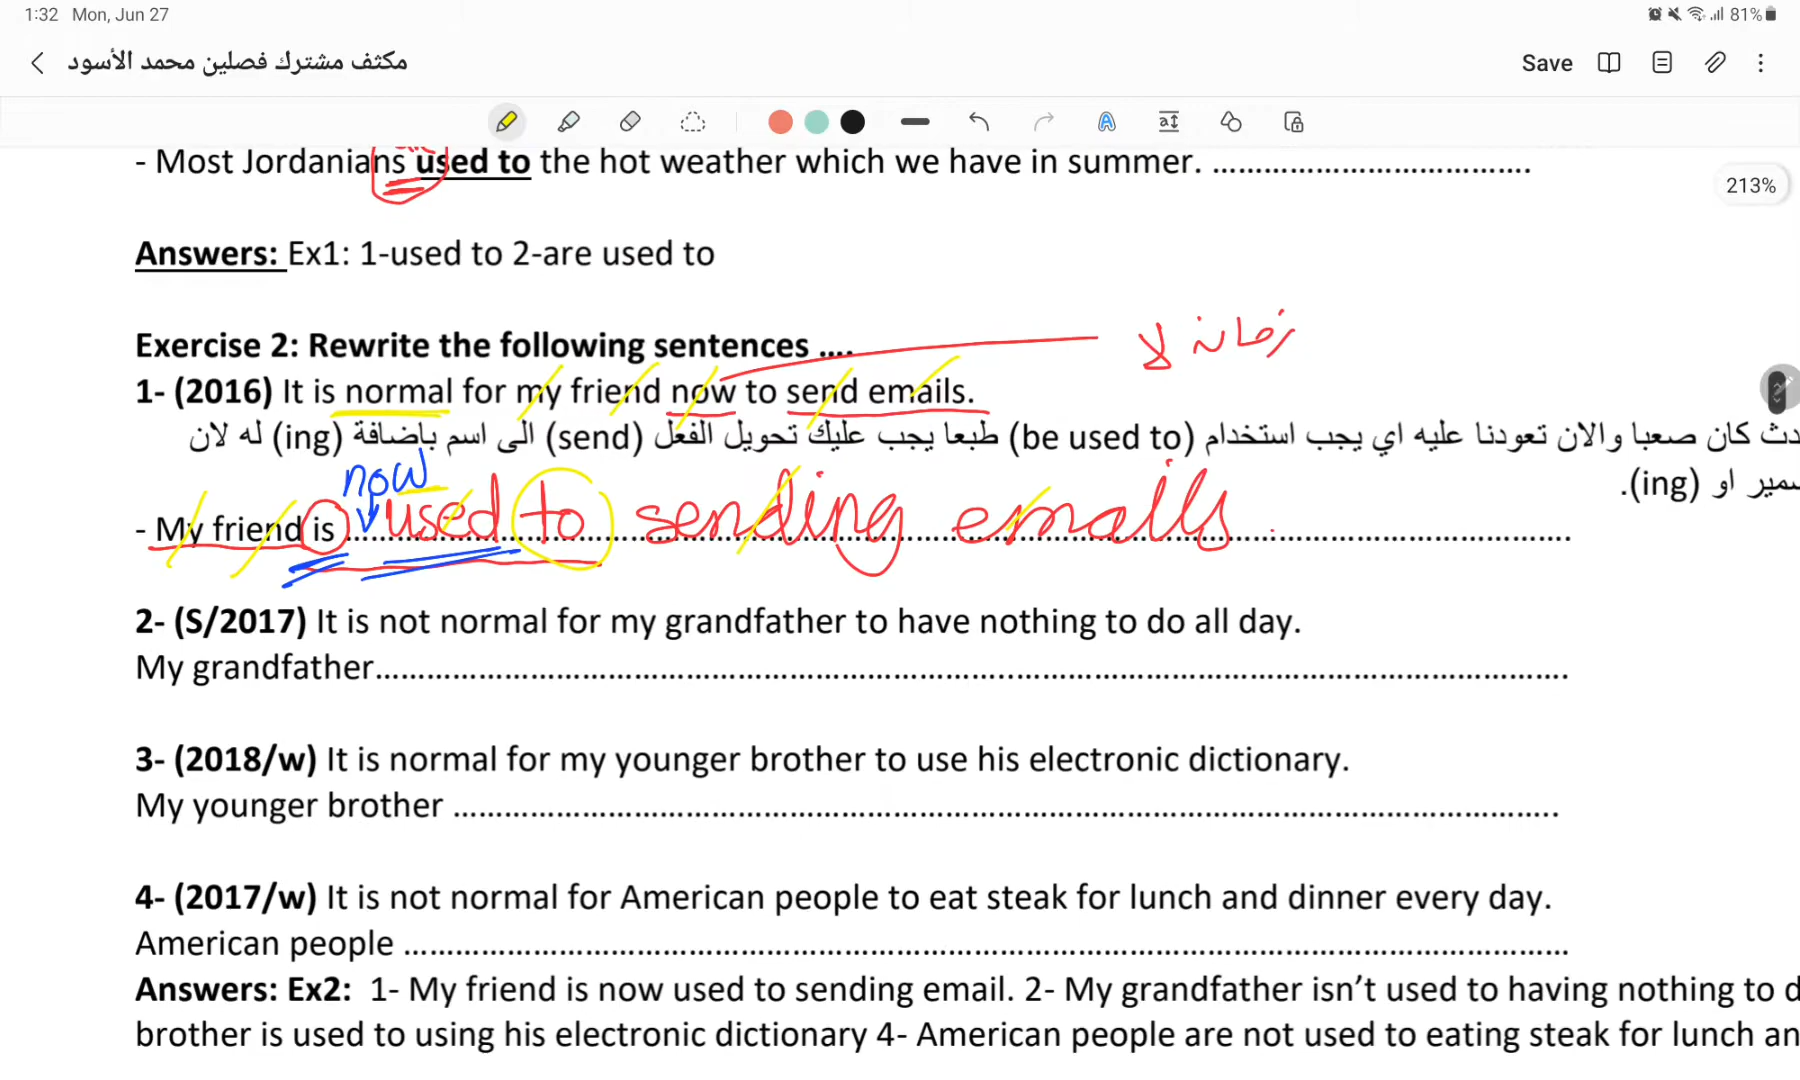 1:32 Mon, Jun 27
81%
مكثف مشترك فصلين محمد الأسود
Save
- Most Jordanians used to the hot weather which we have in summer. ……………………………….
213%
Answers: Ex1: 1-used to 2-are used to
Exercise 2: Rewrite the following sentences ….
زمانه لا
1- (2016) It is normal for my friend now to send emails.
دث كان صعبا والان تعودنا عليه اي يجب استخدام (be used to) طبعا يجب عليك تحويل الفعل (send) الى اسم بإضافة (ing) له لان
سمير او (ing).
now
- My friend is used to sending emails.
2- (S/2017) It is not normal for my grandfather to have nothing to do all day.
My grandfather……………………………………………………………………………………………………………………….
3- (2018/w) It is normal for my younger brother to use his electronic dictionary.
My younger brother …………………………………………………………………………………………………………..
4- (2017/w) It is not normal for American people to eat steak for lunch and dinner every day.
American people ……………………………………………………………………………………………………………………
Answers: Ex2: 1- My friend is now used to sending email. 2- My grandfather isn’t used to having nothing to d
brother is used to using his electronic dictionary 4- American people are not used to eating steak for lunch an